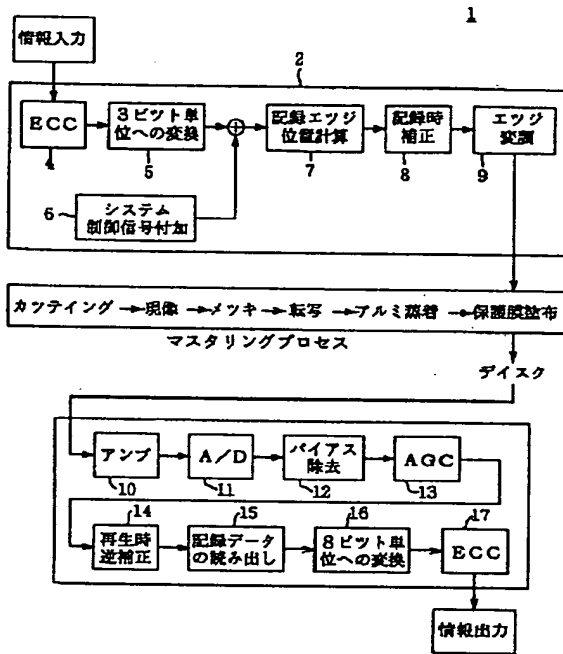 1
情報入力
2
ECC
4
3ビット単位への変換
5
記録エッジ位置計算
7
記録時補正
8
エッジ変調
9
6
システム制御信号付加
カッテイング→現像→メッキ→転写→アルミ蒸着→保護膜塗布
マスタリングプロセス
デイスク
アンプ
10
A/D
11
バイアス除去
12
AGC
13
14
再生時逆補正
15
記録データの読み出し
16
8ビット単位への変換
17
ECC
情報出力